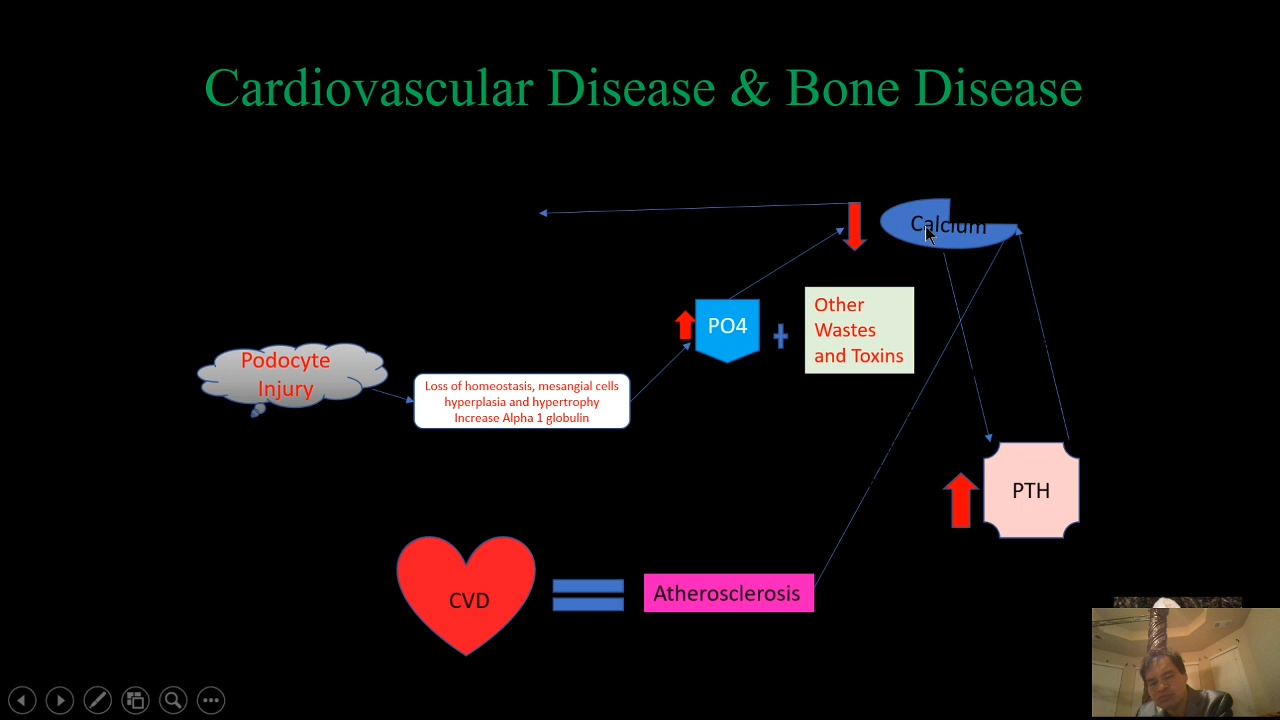 Cardiovascular Disease & Bone Disease
Calcium
PO4
Other
Wastes
and Toxins
Podocyte
Injury
Loss of homeostasis, mesangial cells
hyperplasia and hypertrophy
Increase Alpha 1 globulin
PTH
CVD
Atherosclerosis